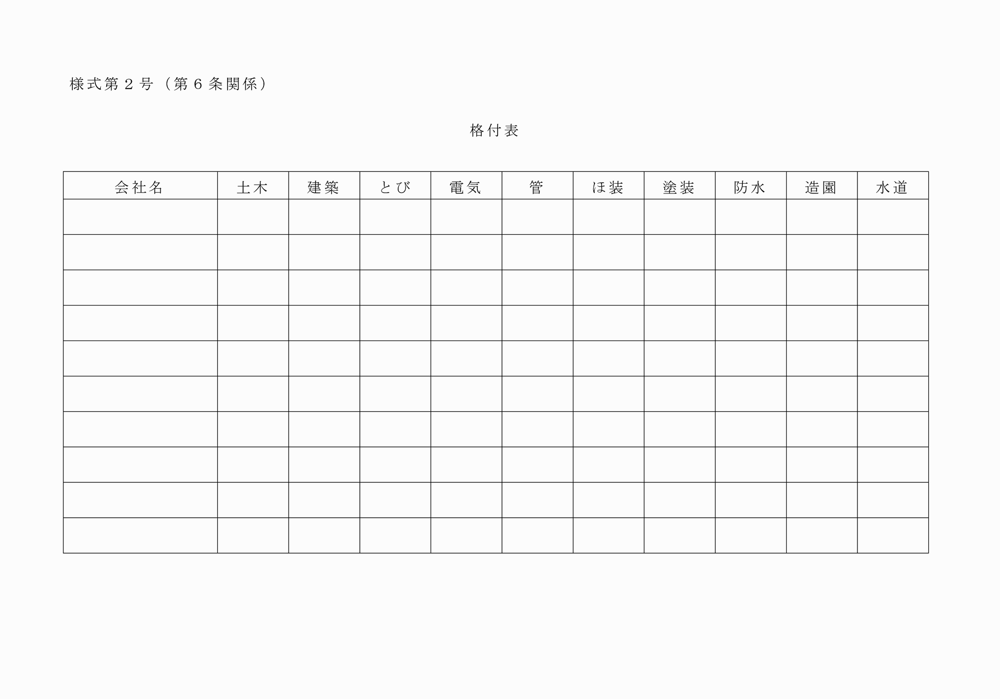 様式第２号（第６条関係）
格付表
会社名 土木 建築 とび 電気 管 ほ装 塗装 防水 造園 水道